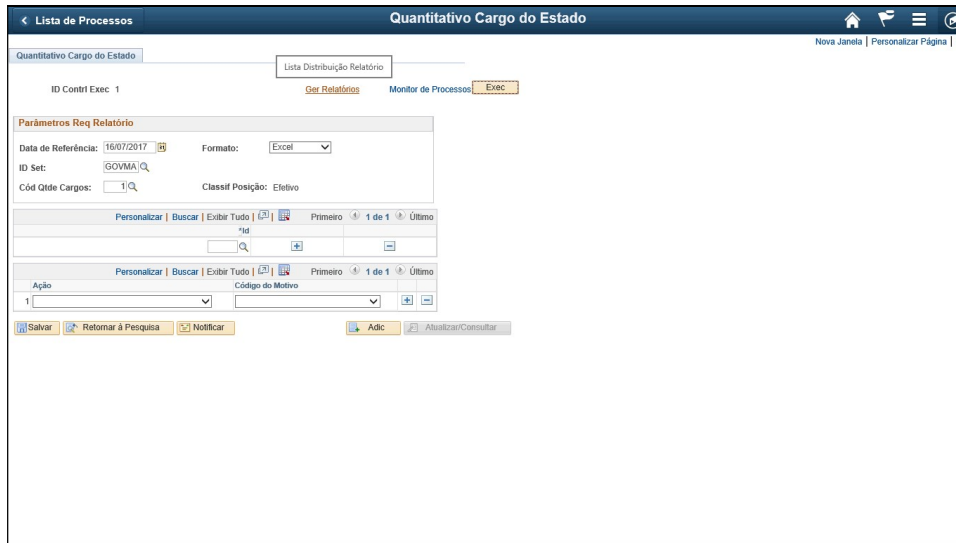 Lista de Processos
Quantitativo Cargo do Estado
Nova Janela | Personalizar Página |
Quantitativo Cargo do Estado
Lista Distribuição Relatório
ID Contrl Exec 1 Ger Relatórios Monitor de Processos Exec
Parâmetros Req Relatório
Data de Referência: 16/07/2017 Formato: Excel
ID Set: GOVMA
Cód Qtde Cargos: 1 Classif Posição: Efetivo
Personalizar | Buscar | Exibir Tudo | | Primeiro 1 de 1 Último
*Id
Personalizar | Buscar | Exibir Tudo | | Primeiro 1 de 1 Último
Ação Código do Motivo
1
Salvar Retornar à Pesquisa Notificar Adic Atualizar/Consultar